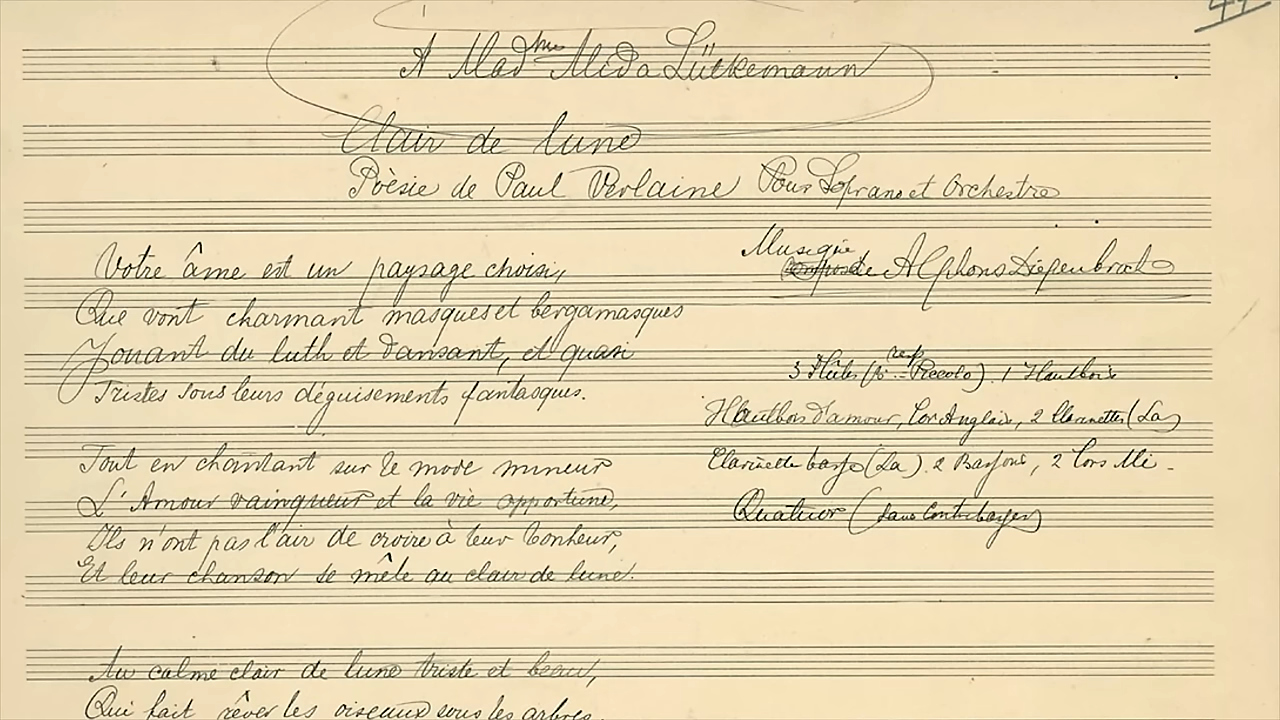 44
A Mad^me Alida Lütkemann
Clair de lune
Poèsie de Paul Verlaine Pour Soprano et Orchestre
Musique
de Alphons Diepenbrock
Votre âme est un paysage choisi,
Que vont charmant masques et bergamasques
Jouant du luth et dansant, et quasi
Tristes sous leurs déguisements fantasques.
3 Flûtes (resp. Piccolo). 1 Hautbois
Hautbois d'amour, Cor Anglais, 2 Clarinettes (La)
Clarinette basse (La). 2 Bassons, 2 Cors Mi.
Quatuor (sans Contrebasses)
Tout en chantant sur le mode mineur
L'Amour vainqueur et la vie opportune,
Ils n'ont pas l'air de croire à leur bonheur,
Et leur chanson se mêle au clair de lune.
Au calme clair de lune triste et beau,
Qui fait rêver les oiseaux sous les arbres